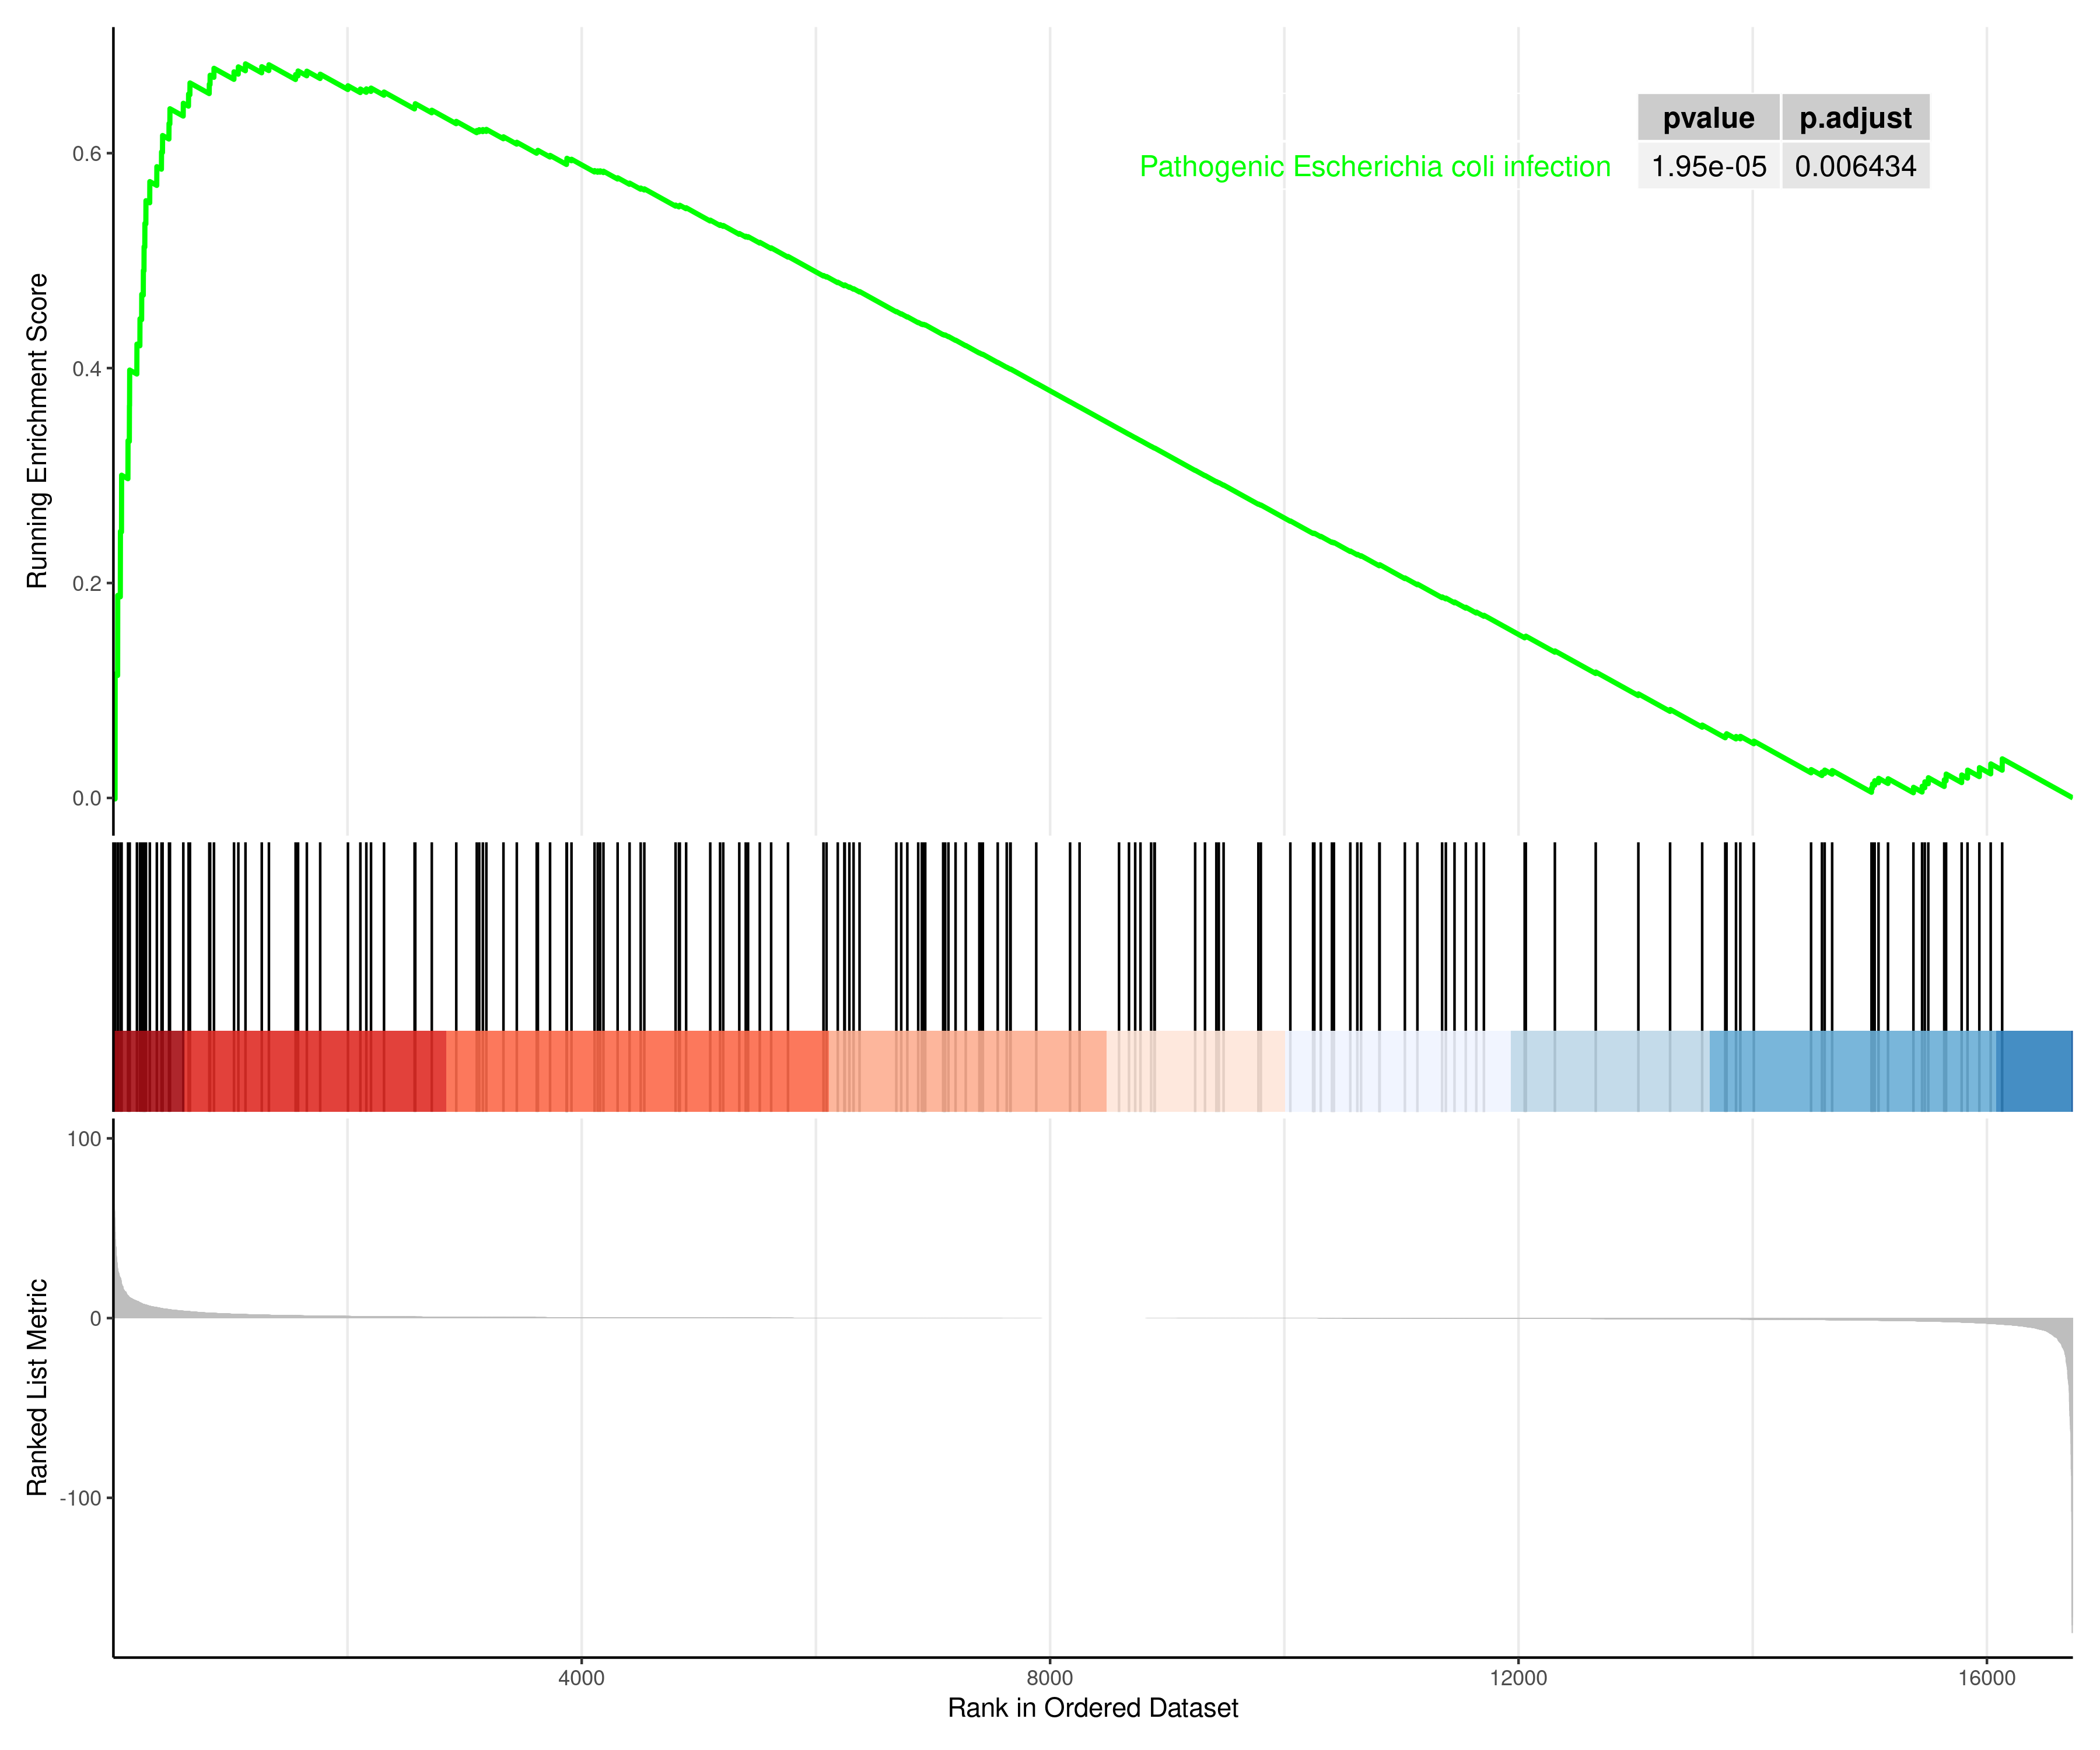 Running Enrichment Score
0.6
0.4
0.2
0.0
pvalue p.adjust
Pathogenic Escherichia coli infection 1.95e-05 0.006434
Ranked List Metric
100
0
-100
4000 8000 12000 16000
Rank in Ordered Dataset